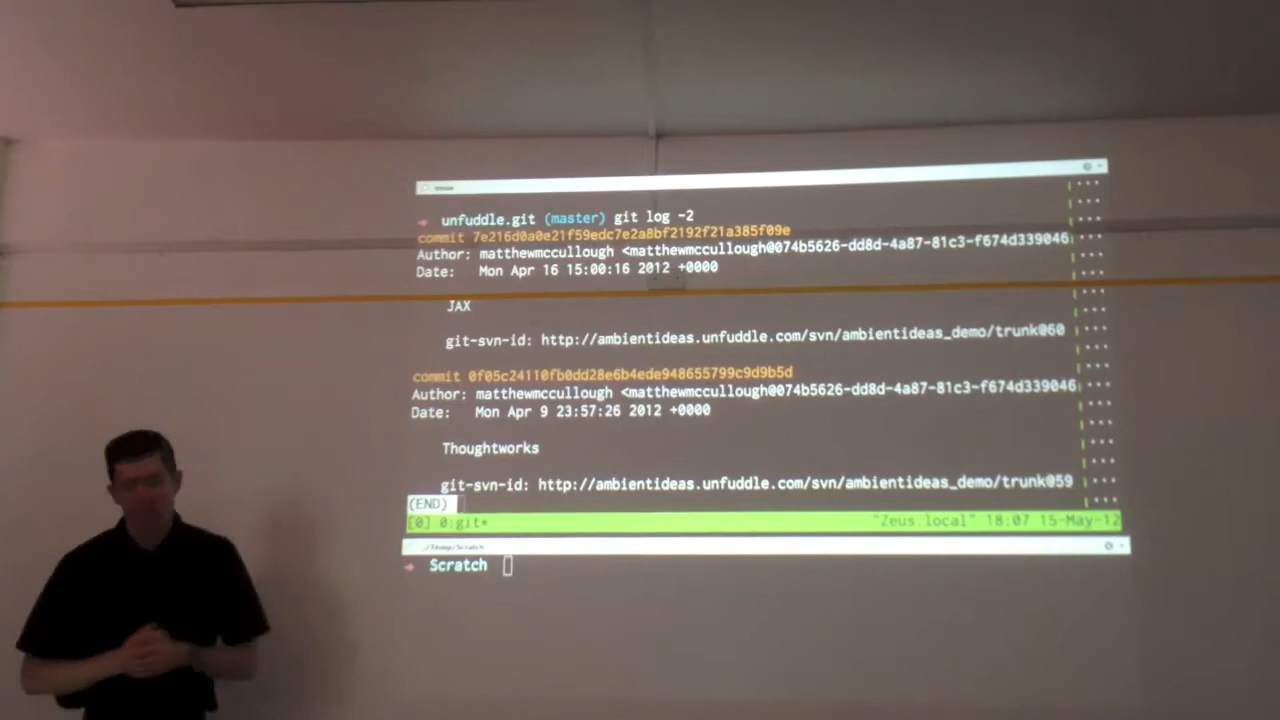 unfuddle.git (master) git log -2
commit 7e216d0a0e21f59edc7e2a8bf2192f21a385f09e
Author: matthewmccullough <matthewmccullough@074b5626-dd8d-4a87-81c3-f674d339046
Date: Mon Apr 16 15:00:16 2012 +0000
JAX
git-svn-id: http://ambientideas.unfuddle.com/svn/ambientideas_demo/trunk@60
commit 0f05c24110fb0dd28e6b4ede948655799c9d9b5d
Author: matthewmccullough <matthewmccullough@074b5626-dd8d-4a87-81c3-f674d339046
Date: Mon Apr 9 23:57:26 2012 +0000
Thoughtworks
git-svn-id: http://ambientideas.unfuddle.com/svn/ambientideas_demo/trunk@59
(END)
[0] 0:git* "Zeus.local" 18:07 15-May-12
Scratch